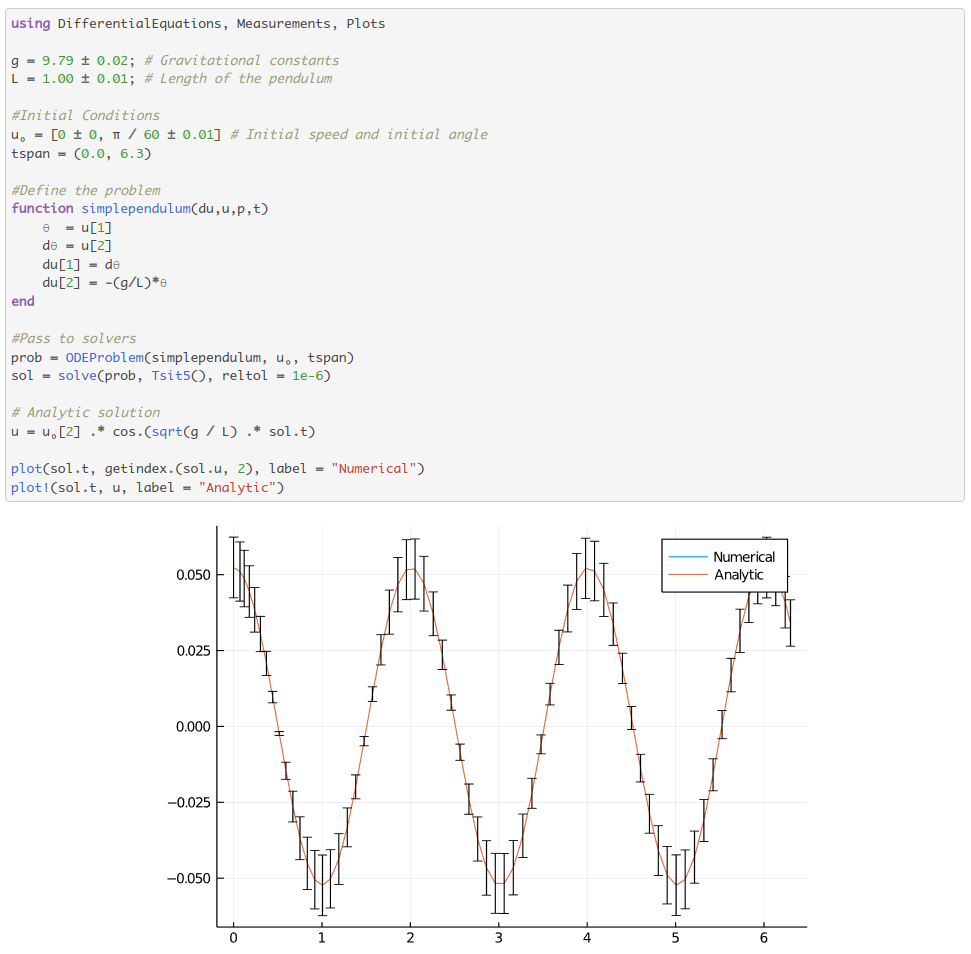 using DifferentialEquations, Measurements, Plots
g = 9.79 ± 0.02; # Gravitational constants
L = 1.00 ± 0.01; # Length of the pendulum
#Initial Conditions
u₀ = [0 ± 0, π / 60 ± 0.01] # Initial speed and initial angle
tspan = (0.0, 6.3)
#Define the problem
function simplependulum(du,u,p,t)
    θ  = u[1]
    dθ = u[2]
    du[1] = dθ
    du[2] = -(g/L)*θ
end
#Pass to solvers
prob = ODEProblem(simplependulum, u₀, tspan)
sol = solve(prob, Tsit5(), reltol = 1e-6)
# Analytic solution
u = u₀[2] .* cos.(sqrt(g / L) .* sol.t)
plot(sol.t, getindex.(sol.u, 2), label = "Numerical")
plot!(sol.t, u, label = "Analytic")
Numerical
Analytic
0.050
0.025
0.000
−0.025
−0.050
0 1 2 3 4 5 6